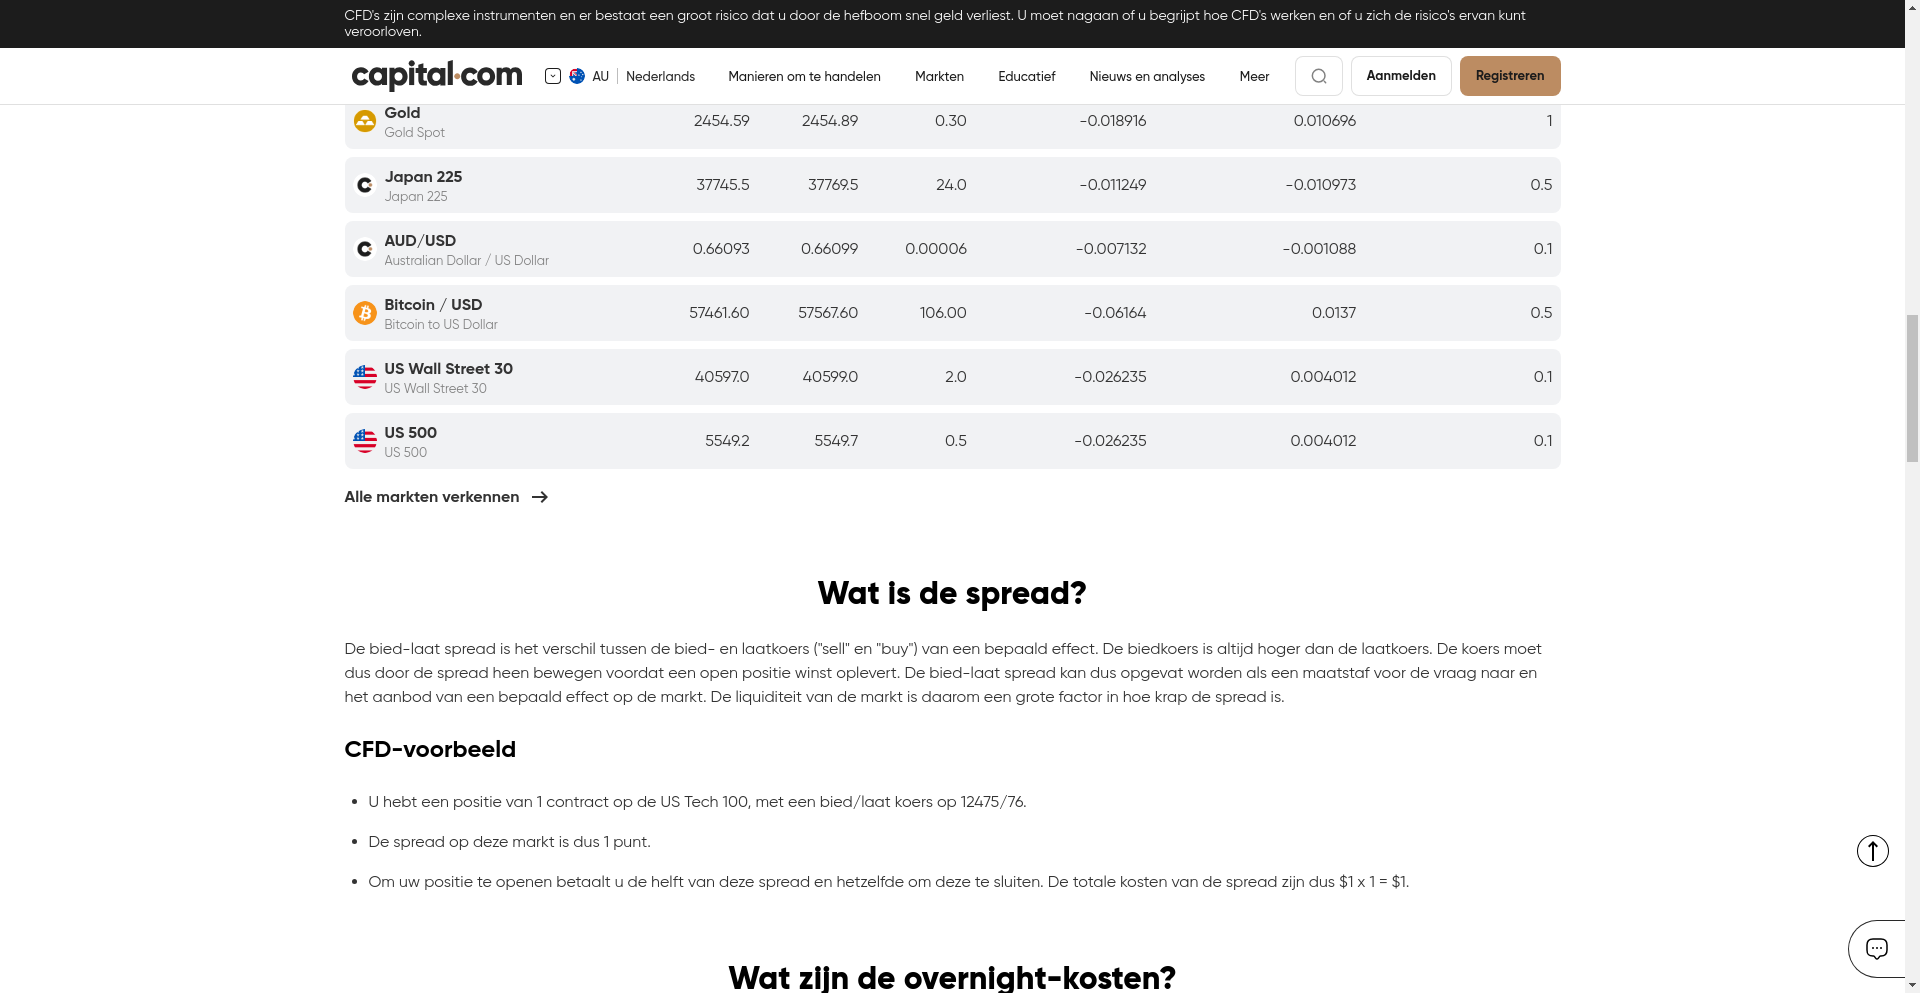 CFD's zijn complexe instrumenten en er bestaat een groot risico dat u door de hefboom snel geld verliest. U moet nagaan of u begrijpt hoe CFD's werken en of u zich de risico's ervan kunt
veroorloven.
capital.com AU Nederlands Manieren om te handelen Markten Educatief Nieuws en analyses Meer Aanmelden Registreren
Gold 2454.59 2454.89 0.30 -0.018916 0.010696 1
Gold Spot
Japan 225 37745.5 37769.5 24.0 -0.011249 -0.010973 0.5
Japan 225
AUD/USD 0.66093 0.66099 0.00006 -0.007132 -0.001088 0.1
Australian Dollar / US Dollar
Bitcoin / USD 57461.60 57567.60 106.00 -0.06164 0.0137 0.5
Bitcoin to US Dollar
US Wall Street 30 40597.0 40599.0 2.0 -0.026235 0.004012 0.1
US Wall Street 30
US 500 5549.2 5549.7 0.5 -0.026235 0.004012 0.1
US 500
Alle markten verkennen
Wat is de spread?
De bied-laat spread is het verschil tussen de bied- en laatkoers ("sell" en "buy") van een bepaald effect. De biedkoers is altijd hoger dan de laatkoers. De koers moet
dus door de spread heen bewegen voordat een open positie winst oplevert. De bied-laat spread kan dus opgevat worden als een maatstaf voor de vraag naar en
het aanbod van een bepaald effect op de markt. De liquiditeit van de markt is daarom een grote factor in hoe krap de spread is.
CFD-voorbeeld
• U hebt een positie van 1 contract op de US Tech 100, met een bied/laat koers op 12475/76.
• De spread op deze markt is dus 1 punt.
• Om uw positie te openen betaalt u de helft van deze spread en hetzelfde om deze te sluiten. De totale kosten van de spread zijn dus $1 x 1 = $1.
Wat zijn de overnight-kosten?